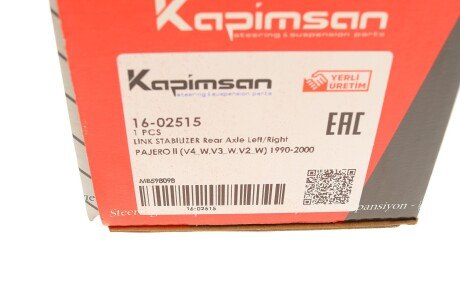 Kapimsan
steering & suspension parts
Kapimsan
steering & suspension parts
YERLİ
ÜRETİM
16-02515
1 PCS
LINK STABILIZER Rear Axle Left/Right
PAJERO II (V4_W,V3_W,V2_W) 1990-2000
EAC
MB598098
16-02515